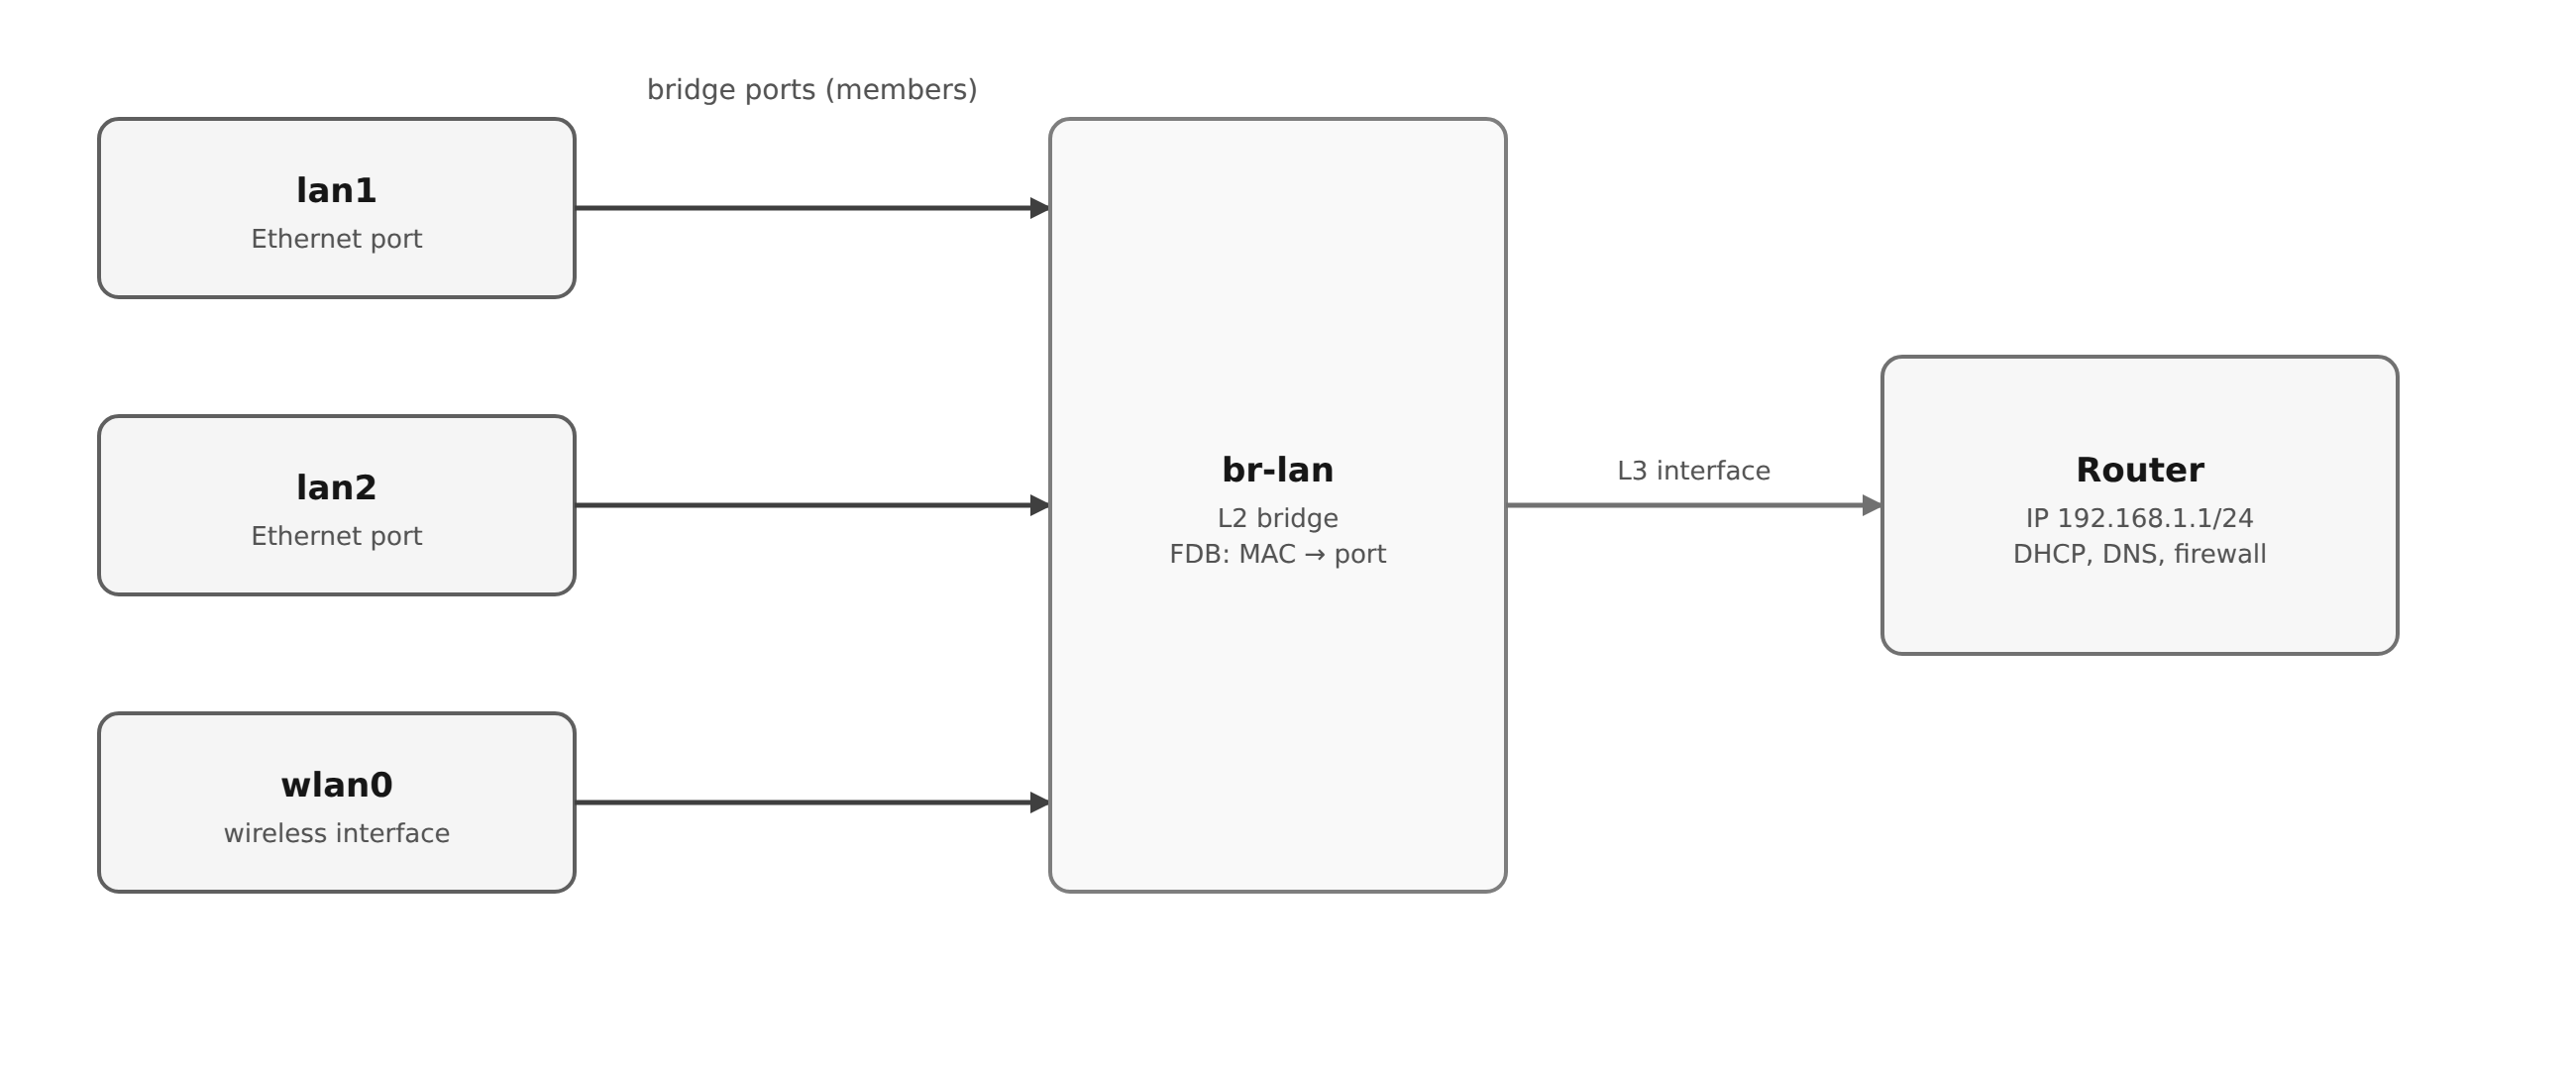 bridge ports (members)
lan1
Ethernet port
lan2
Ethernet port
wlan0
wireless interface
br-lan
L2 bridge
FDB: MAC → port
L3 interface
Router
IP 192.168.1.1/24
DHCP, DNS, firewall